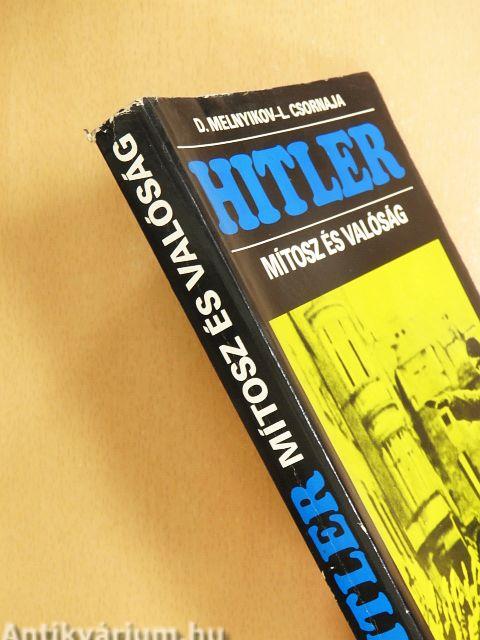 D. MELNYIKOV–L. CSORNAJA
HITLER
MÍTOSZ ÉS VALÓSÁG
HITLER MÍTOSZ ÉS VALÓSÁG
Antikvárium.hu